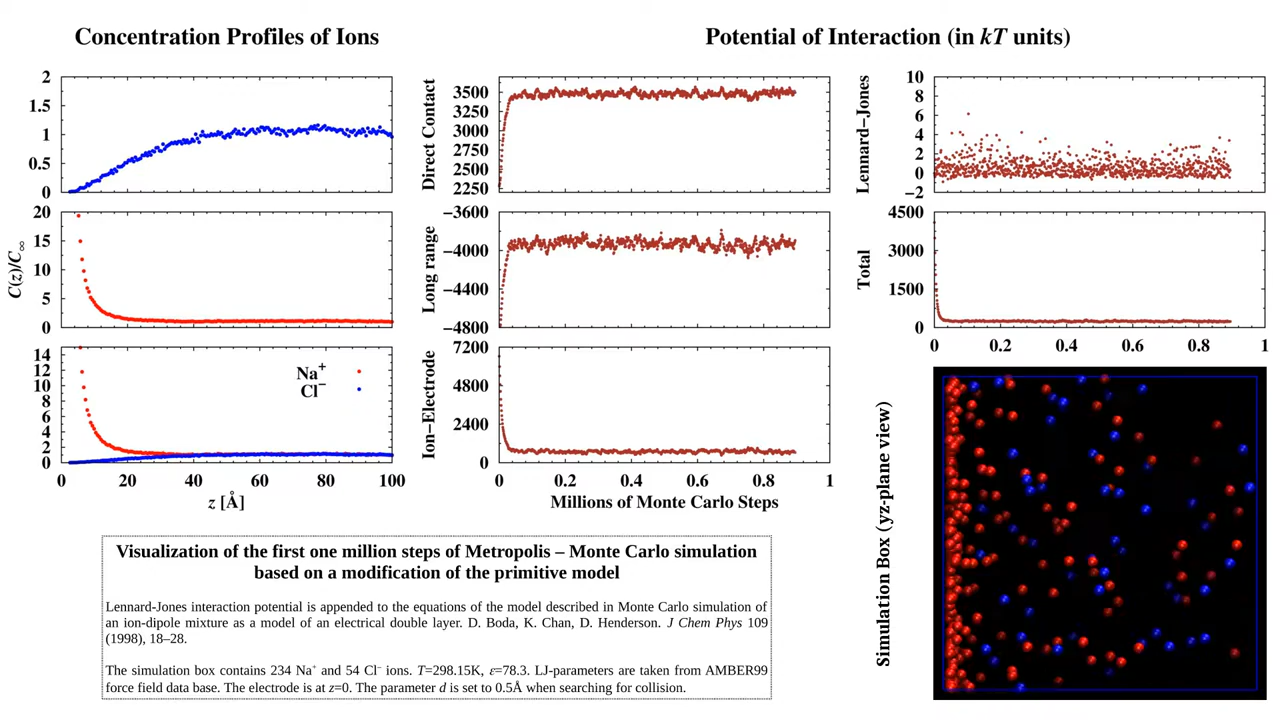 Concentration Profiles of Ions
2
1.5
1
0.5
0
20
15
10
5
0
C(z)/C∞
14
12
10
8
6
4
2
0
Na+
Cl−
0 20 40 60 80 100
z [Å]
Potential of Interaction (in kT units)
Direct Contact
3500
3250
3000
2750
2500
2250
Long range
−3600
−4000
−4400
−4800
Ion−Electrode
7200
4800
2400
0
0 0.2 0.4 0.6 0.8 1
Millions of Monte Carlo Steps
Lennard−Jones
10
8
6
4
2
0
−2
Total
4500
3000
1500
0
0 0.2 0.4 0.6 0.8 1
Simulation Box (yz-plane view)
Visualization of the first one million steps of Metropolis – Monte Carlo simulation
based on a modification of the primitive model
Lennard-Jones interaction potential is appended to the equations of the model described in Monte Carlo simulation of
an ion-dipole mixture as a model of an electrical double layer. D. Boda, K. Chan, D. Henderson. J Chem Phys 109
(1998), 18–28.
The simulation box contains 234 Na+ and 54 Cl− ions. T=298.15K, ε=78.3. LJ-parameters are taken from AMBER99
force field data base. The electrode is at z=0. The parameter d is set to 0.5Å when searching for collision.